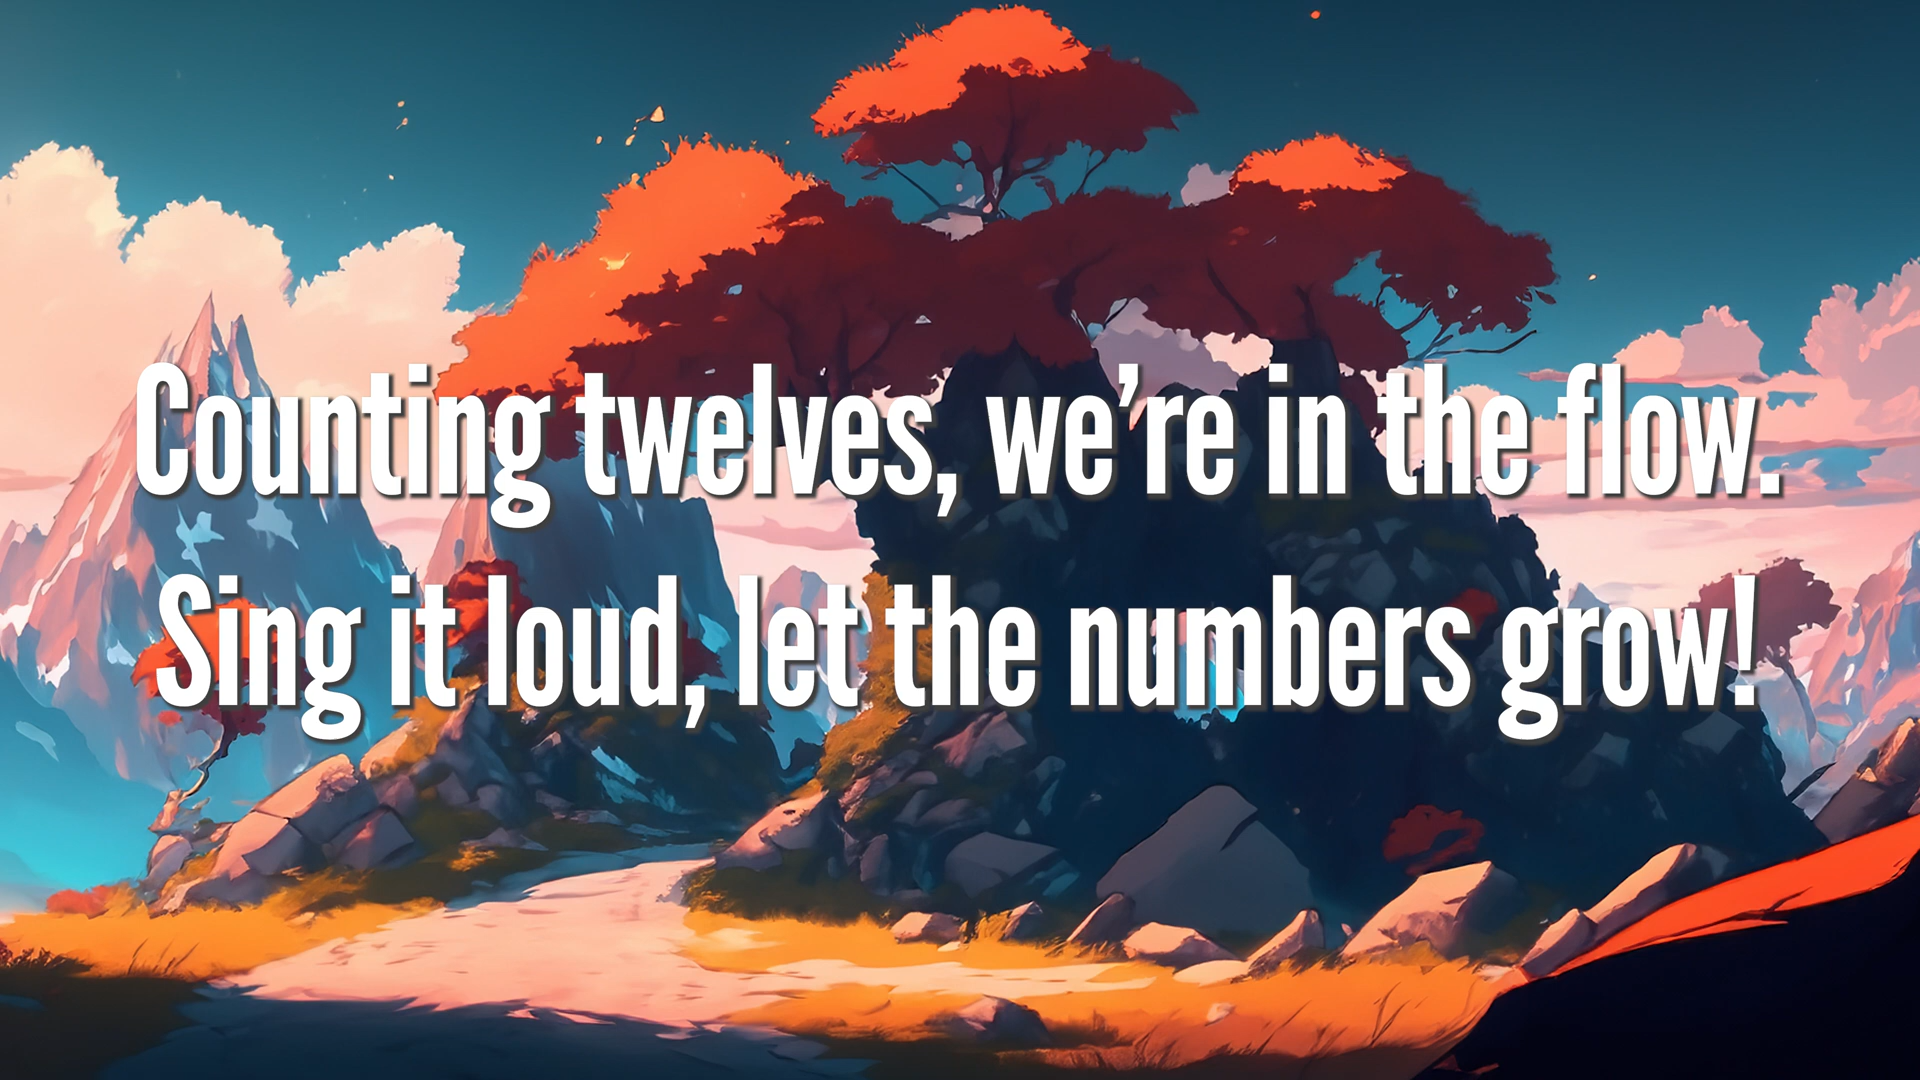 Counting twelves, we’re in the flow.
Sing it loud, let the numbers grow!